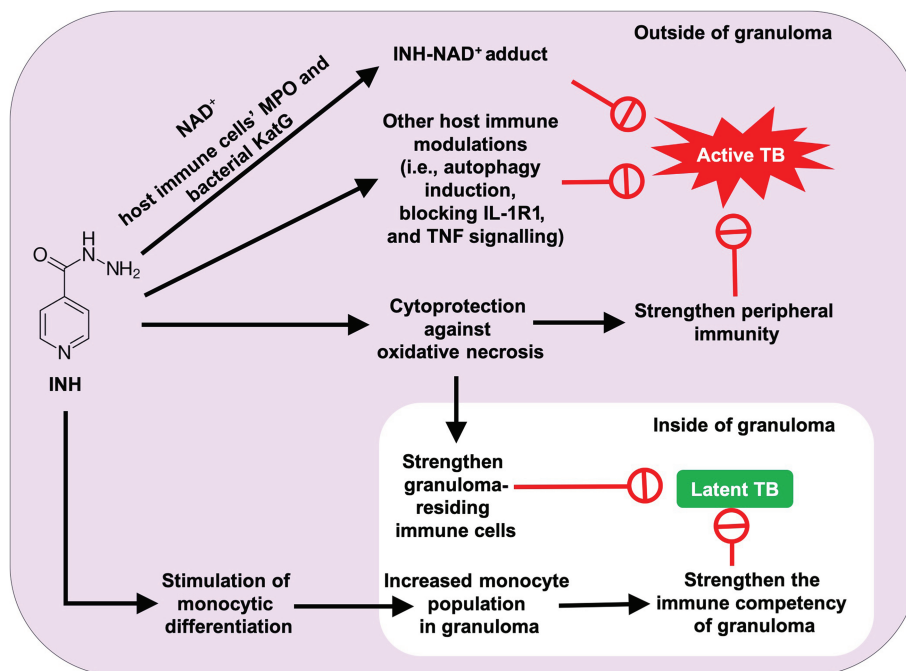 Outside of granuloma
INH-NAD⁺ adduct
NAD⁺
host immune cells' MPO and
bacterial KatG
Other host immune
modulations
(i.e., autophagy
induction,
blocking IL-1R1,
and TNF signalling)
Active TB
H
O
N
NH₂
N
INH
Cytoprotection
against
oxidative necrosis
Strengthen peripheral
immunity
Inside of granuloma
Strengthen
granuloma-
residing
immune cells
Latent TB
Stimulation of
monocytic
differentiation
Increased monocyte
population
in granuloma
Strengthen the
immune competency
of granuloma